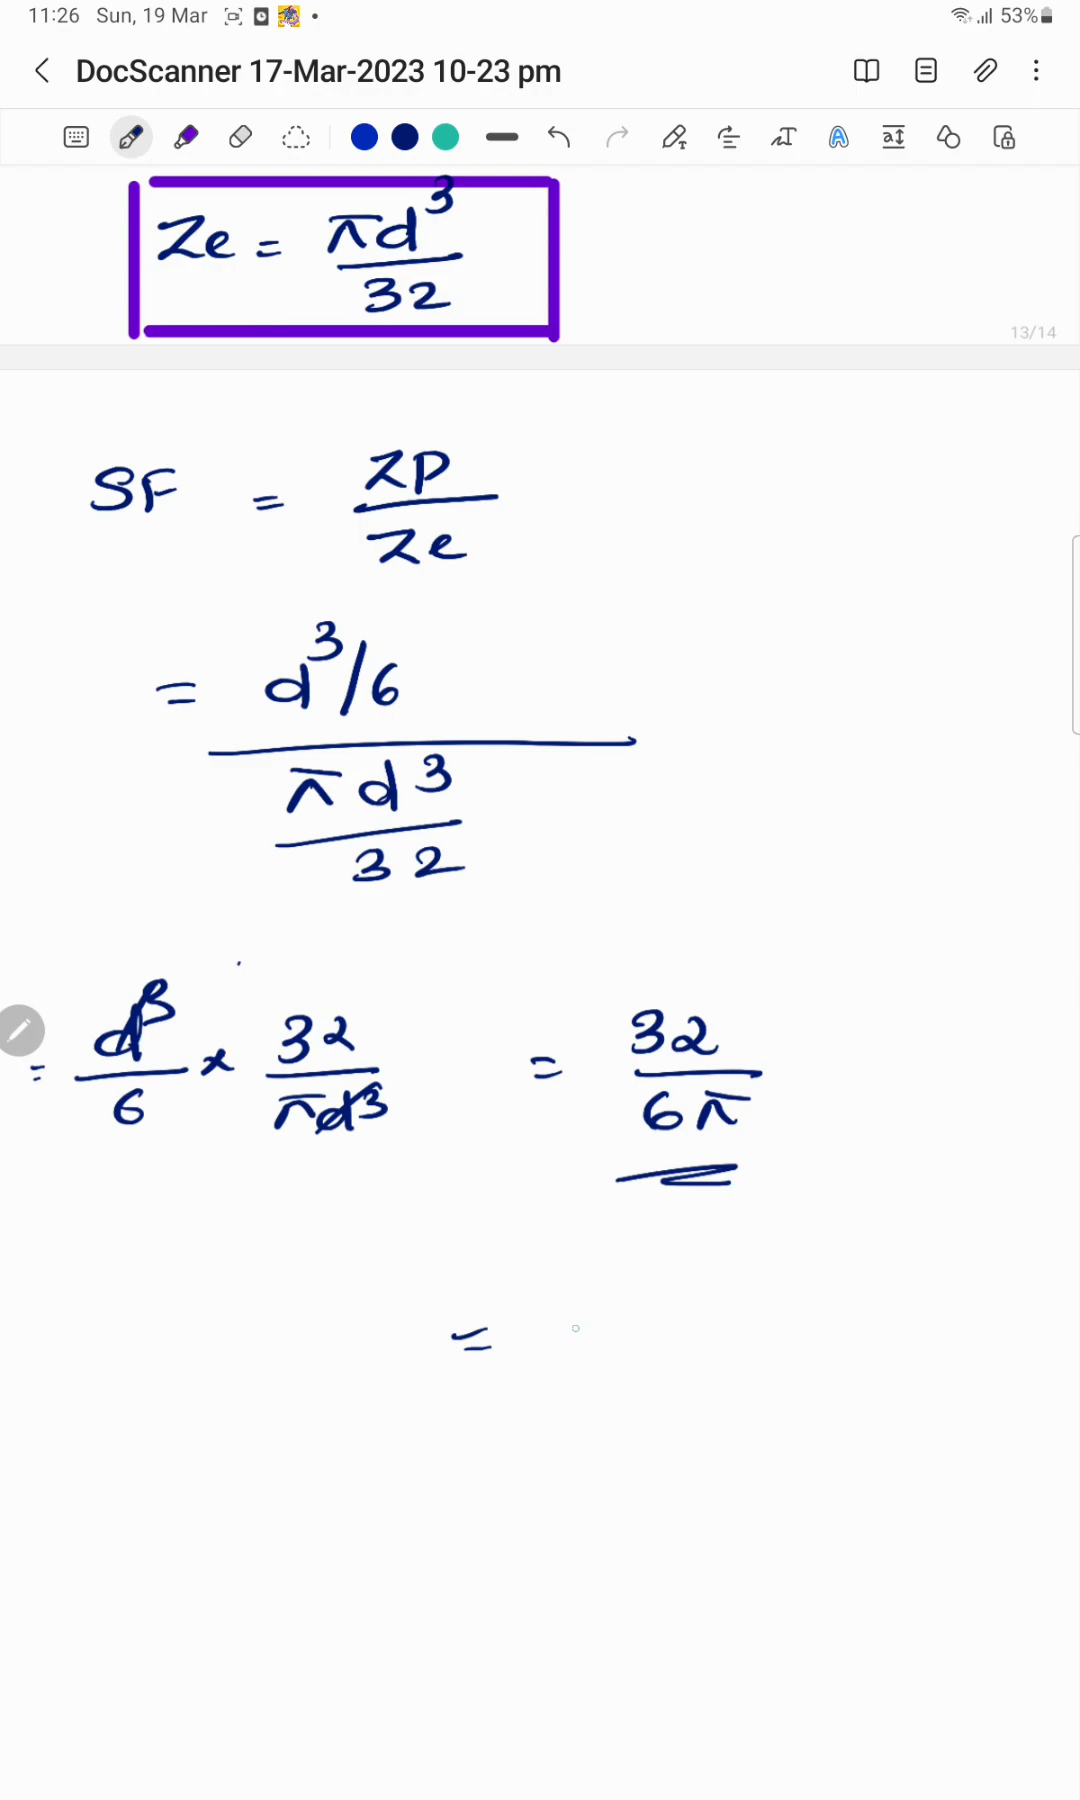 11:26 Sun, 19 Mar 53%
DocScanner 17-Mar-2023 10-23 pm
Ze = πd³/32
13/14
SF = Zp/Ze
= (d³/6)/(πd³/32)
= d³/6 × 32/πd³ = 32/6π
=